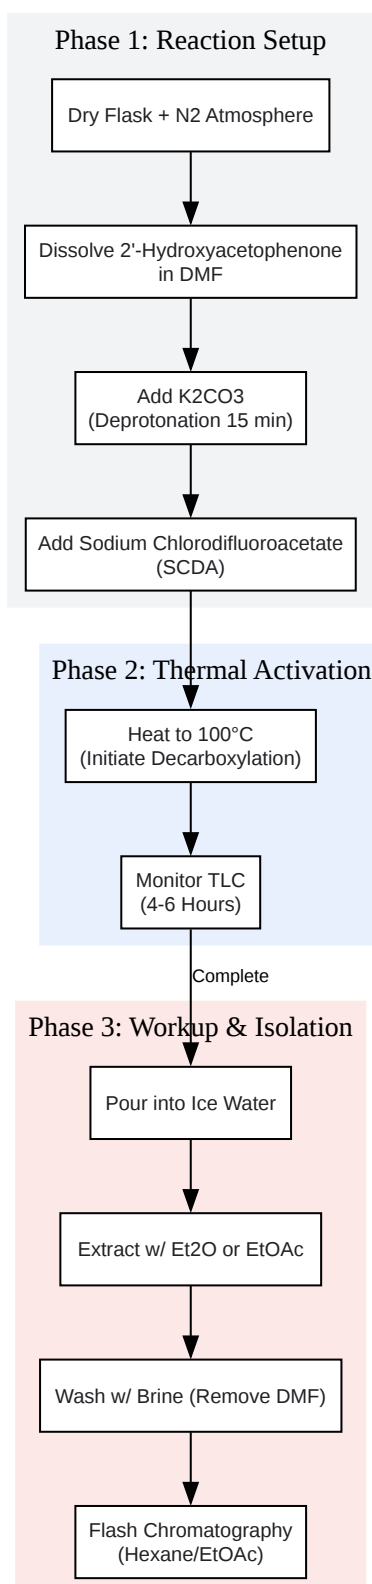 Phase 1: Reaction Setup
Dry Flask + N2 Atmosphere
Dissolve 2'-Hydroxyacetophenone
in DMF
Add K2CO3
(Deprotonation 15 min)
Add Sodium Chlorodifluoroacetate
(SCDA)
Phase 2: Thermal Activation
Heat to 100°C
(Initiate Decarboxylation)
Monitor TLC
(4-6 Hours)
Complete
Phase 3: Workup & Isolation
Pour into Ice Water
Extract w/ Et2O or EtOAc
Wash w/ Brine (Remove DMF)
Flash Chromatography
(Hexane/EtOAc)